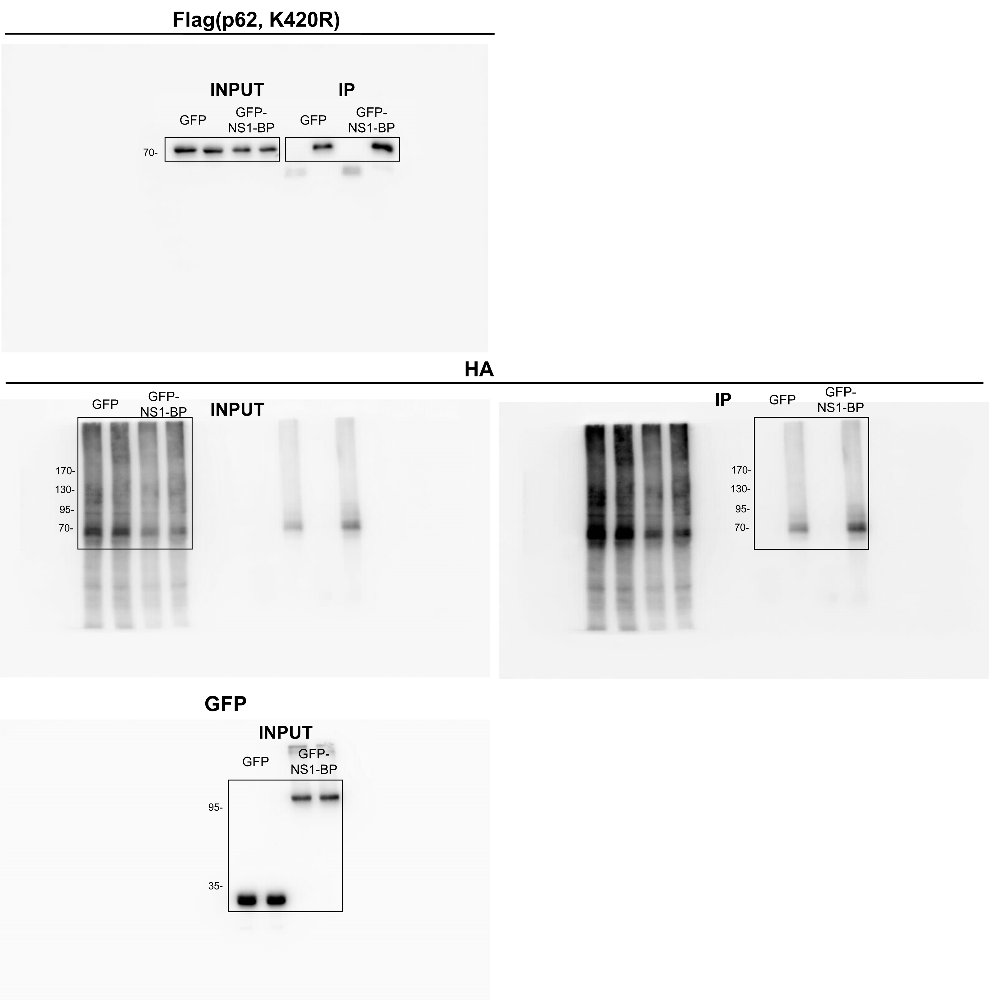 Flag(p62, K420R)
INPUT IP
GFP GFP-
NS1-BP GFP GFP-
NS1-BP
70-
HA
GFP GFP-
NS1-BP INPUT
170-
130-
95-
70-
IP GFP GFP-
NS1-BP
170-
130-
95-
70-
GFP
INPUT
GFP GFP-
NS1-BP
95-
35-